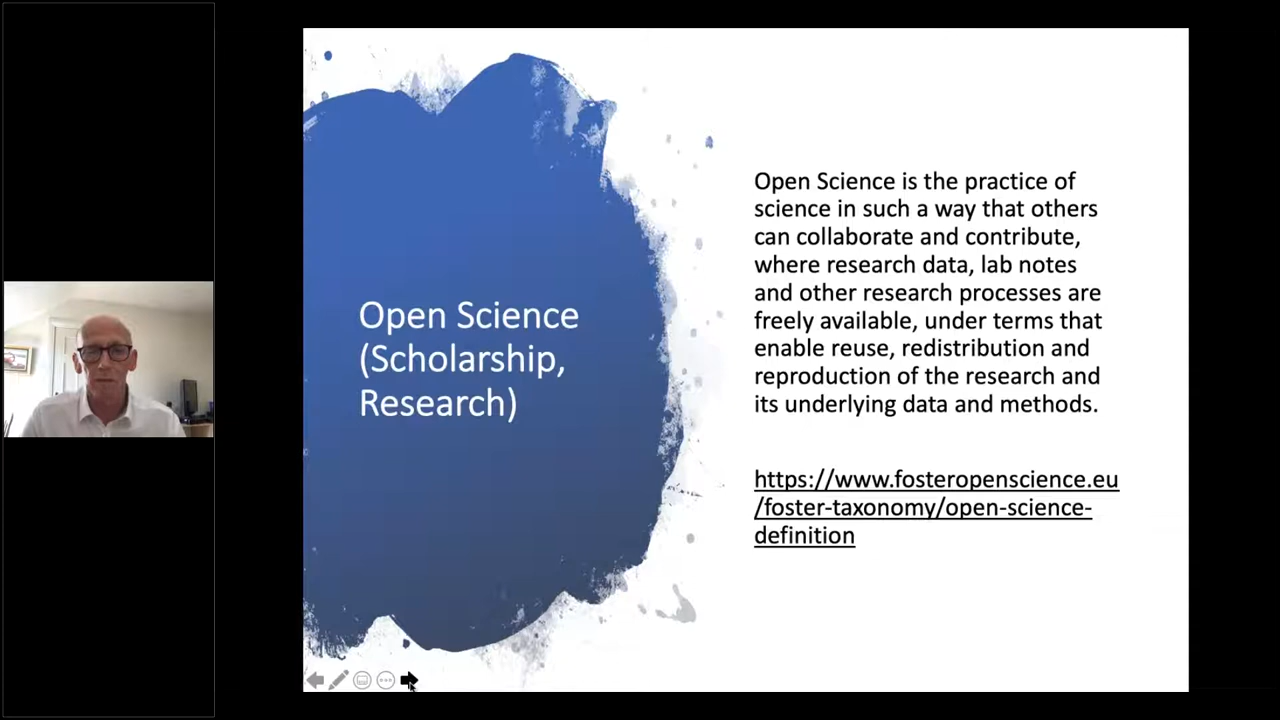 Open Science
(Scholarship,
Research)
Open Science is the practice of
science in such a way that others
can collaborate and contribute,
where research data, lab notes
and other research processes are
freely available, under terms that
enable reuse, redistribution and
reproduction of the research and
its underlying data and methods.
https://www.fosteropenscience.eu
/foster-taxonomy/open-science-
definition